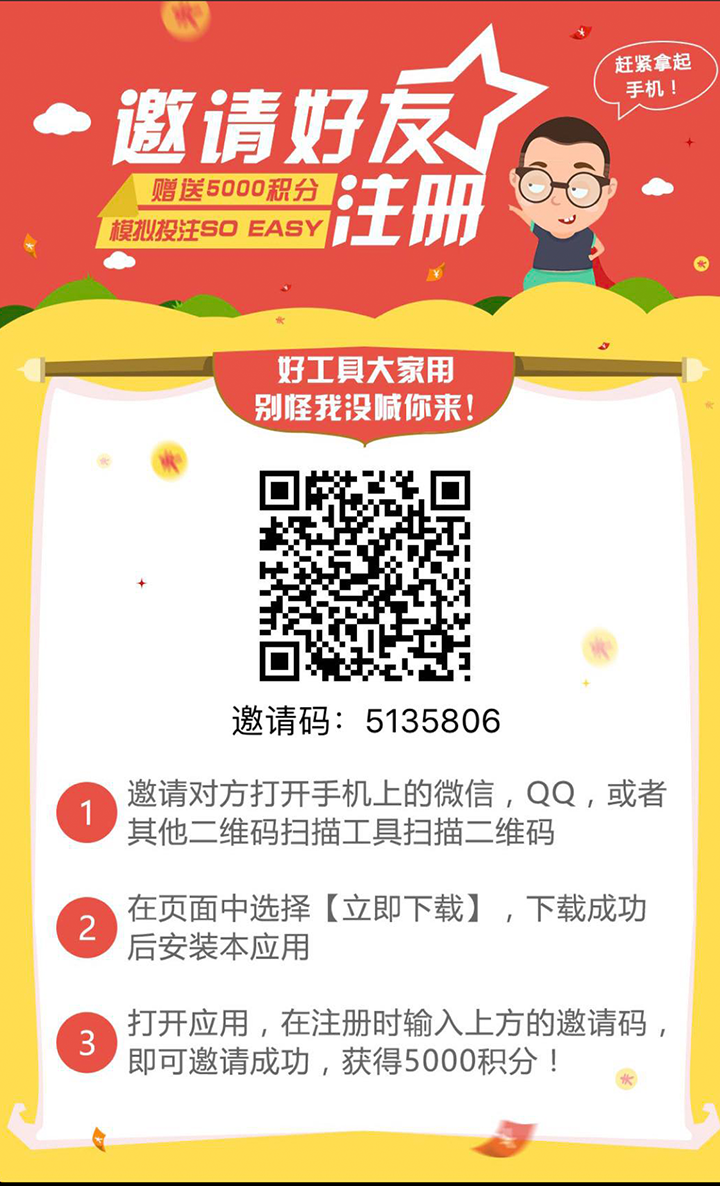 赶紧拿起
手机！
邀请好友
赠送5000积分
模拟投注SO EASY
注册
好工具大家用
别怪我没喊你来！
邀请码：5135806
1
邀请对方打开手机上的微信，QQ，或者
其他二维码扫描工具扫描二维码
2
在页面中选择【立即下载】，下载成功
后安装本应用
3
打开应用，在注册时输入上方的邀请码，
即可邀请成功，获得5000积分！